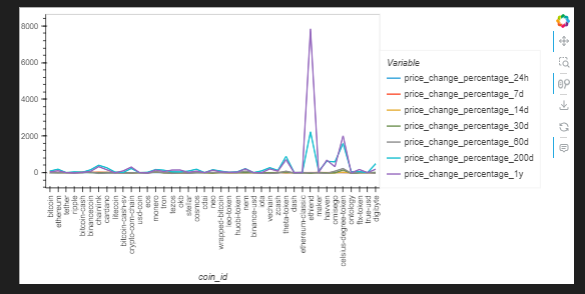 8000
6000
4000
2000
0
bitcoin
ethereum
tether
ripple
bitcoin-cash
binancecoin
chainlink
cardano
litecoin
bitcoin-cash-sv
crypto-com-chain
usd-coin
eos
monero
tron
tezos
okb
stellar
cosmos
cdai
neo
wrapped-bitcoin
leo-token
huobi-token
nem
binance-usd
iota
vechain
zcash
theta-token
dash
ethereum-classic
ethlend
maker
havven
omisego
celsius-degree-token
ontology
ftx-token
true-usd
digibyte
coin_id
Variable
price_change_percentage_24h
price_change_percentage_7d
price_change_percentage_14d
price_change_percentage_30d
price_change_percentage_60d
price_change_percentage_200d
price_change_percentage_1y